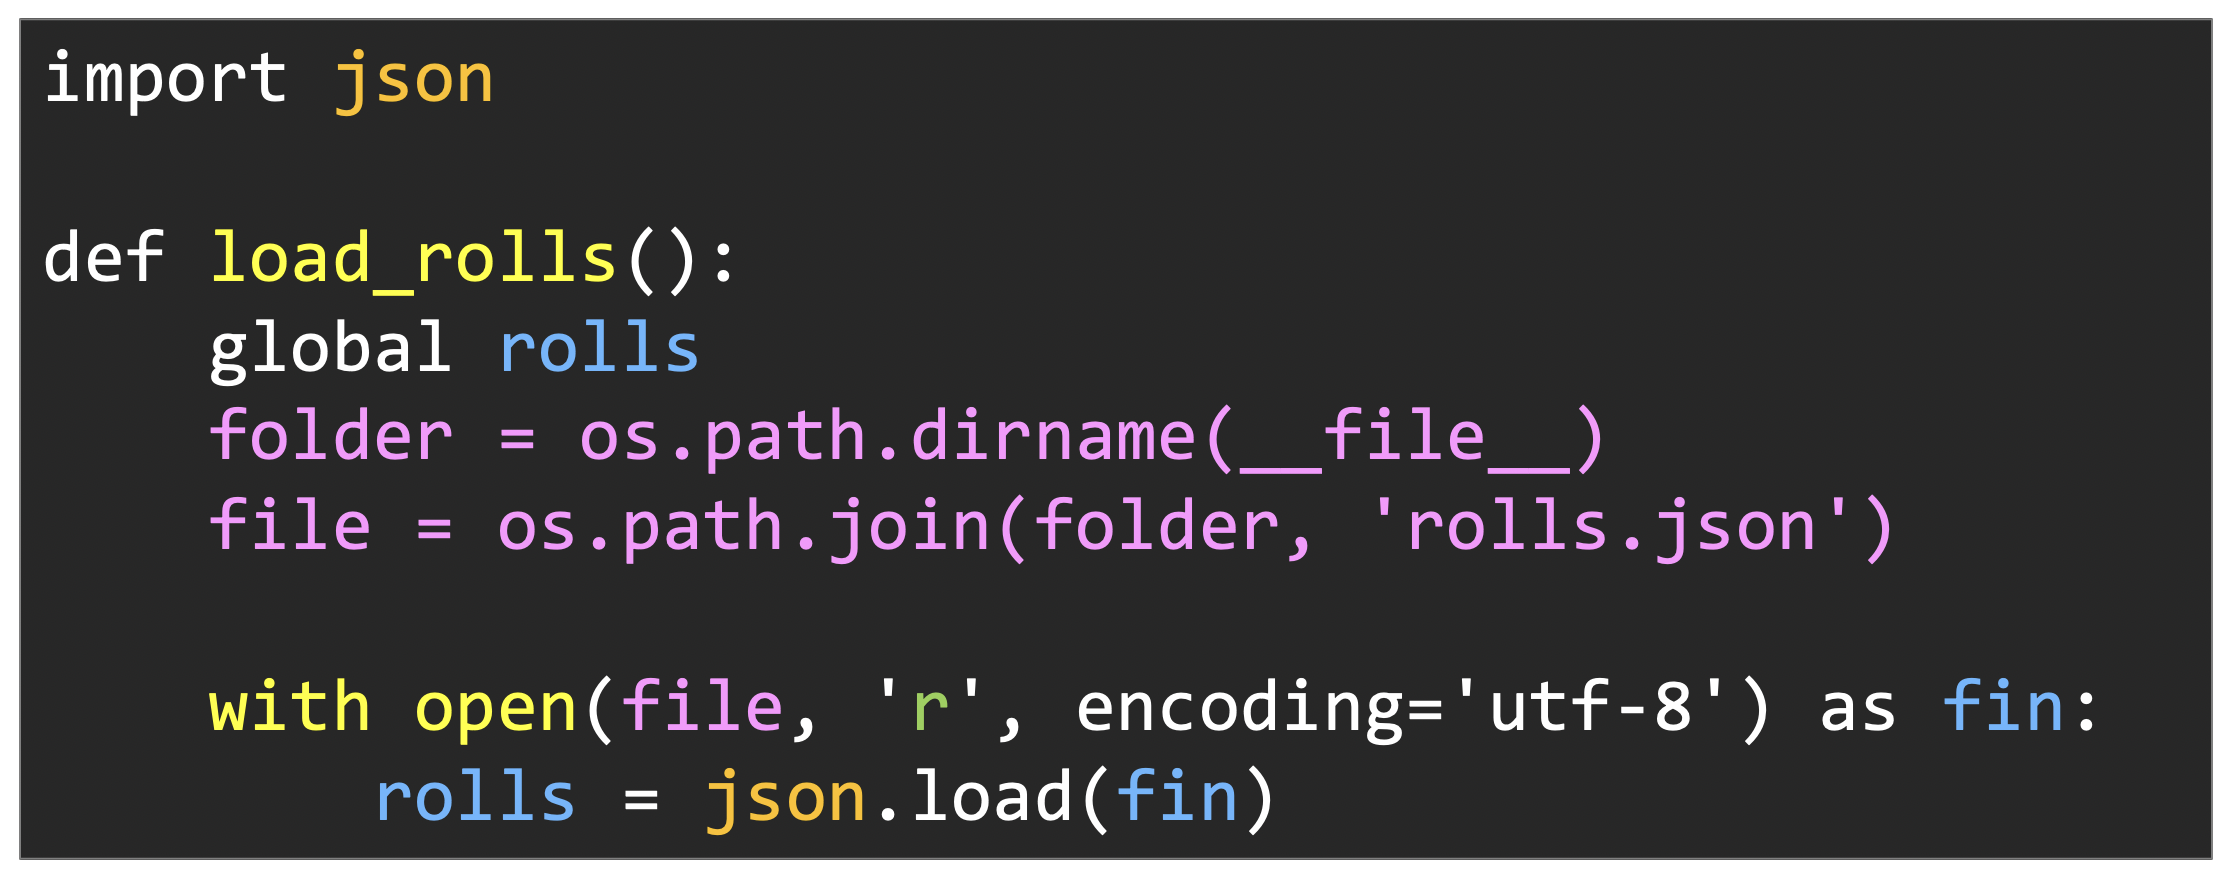 import json
def load_rolls():
    global rolls
    folder = os.path.dirname(__file__)
    file = os.path.join(folder, 'rolls.json')
    with open(file, 'r', encoding='utf-8') as fin:
        rolls = json.load(fin)